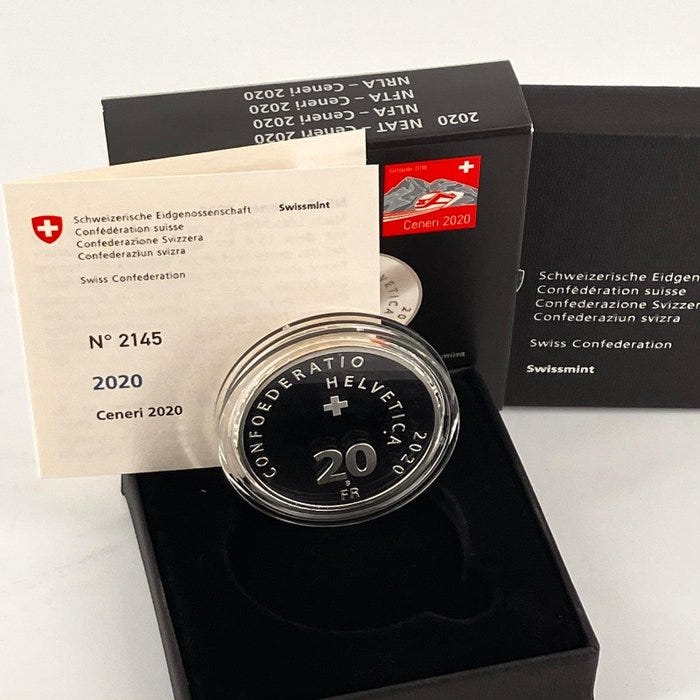 NRLA – Ceneri 2020
NFTA – Ceneri 2020
NLFA – Ceneri 2020
NEAT – Ceneri 2020
2020
Ceneri 2020
Schweizerische Eidgenossenschaft
Confédération suisse
Confederazione Svizzera
Confederaziun svizra
Swiss Confederation
Swissmint
N° 2145
2020
Ceneri 2020
CONFOEDERATIO
HELVETICA 2020
20
FR
Schweizerische Eidgen
Confédération suisse
Confederazione Svizzer
Confederaziun svizra
Swiss Confederation
Swissmint